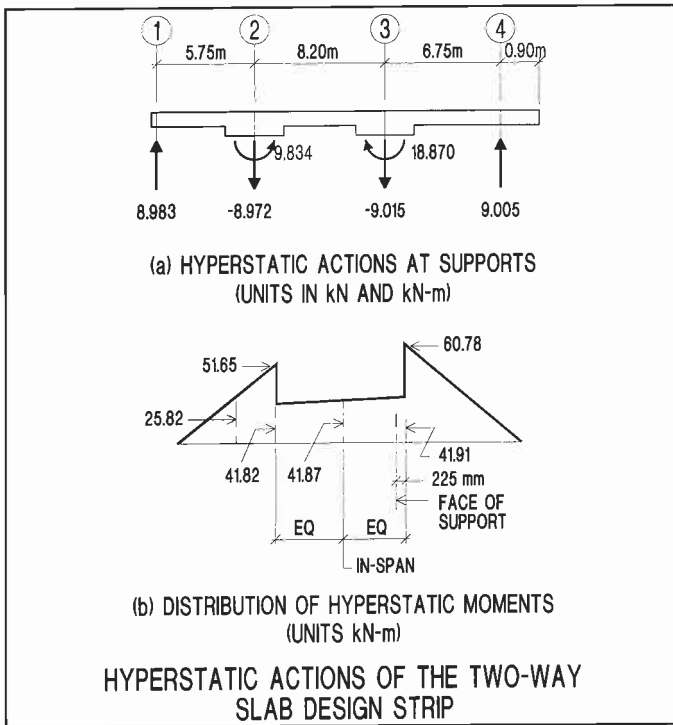 1 2 3 4
5.75m 8.20m 6.75m 0.90m
9.834 18.870
8.983 -8.972 -9.015 9.005
(a) HYPERSTATIC ACTIONS AT SUPPORTS
(UNITS IN kN AND kN-m)
51.65 60.78
25.82
41.82 41.87 41.91
225 mm
FACE OF
SUPPORT
EQ EQ
IN-SPAN
(b) DISTRIBUTION OF HYPERSTATIC MOMENTS
(UNITS kN-m)
HYPERSTATIC ACTIONS OF THE TWO-WAY
SLAB DESIGN STRIP